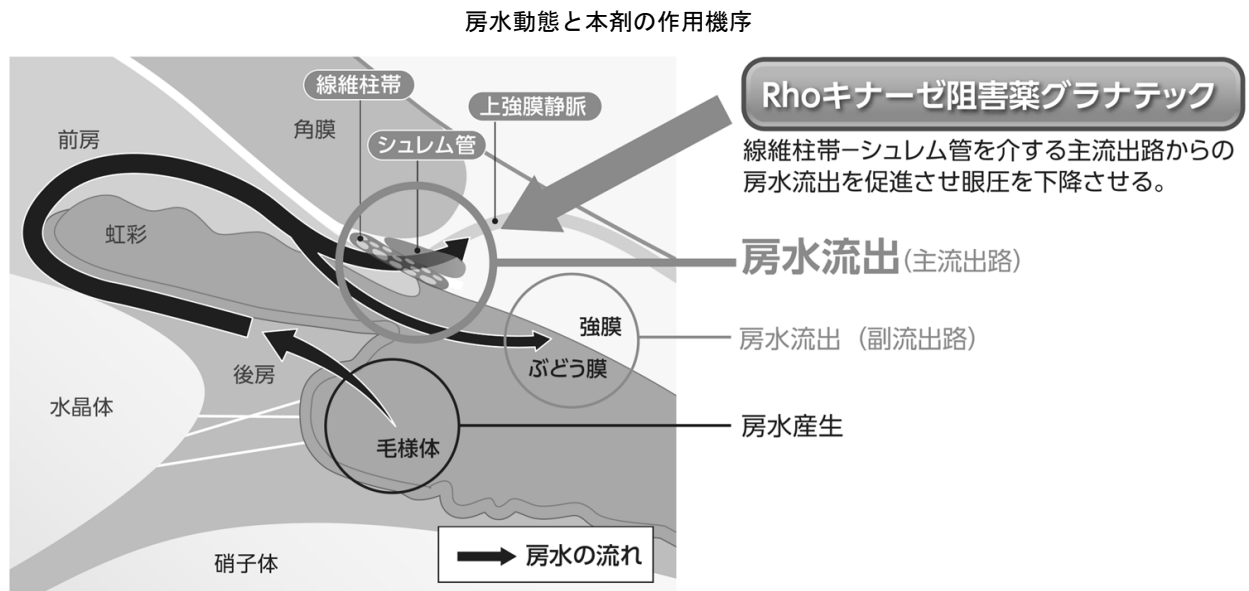 房水動態と本剤の作用機序
線維柱帯
上強膜静脈
Rhoキナーゼ阻害薬グラナテック
前房
角膜
シュレム管
線維柱帯−シュレム管を介する主流出路からの
房水流出を促進させ眼圧を下降させる。
虹彩
房水流出(主流出路)
強膜
房水流出（副流出路）
ぶどう膜
後房
水晶体
房水産生
毛様体
硝子体
房水の流れ